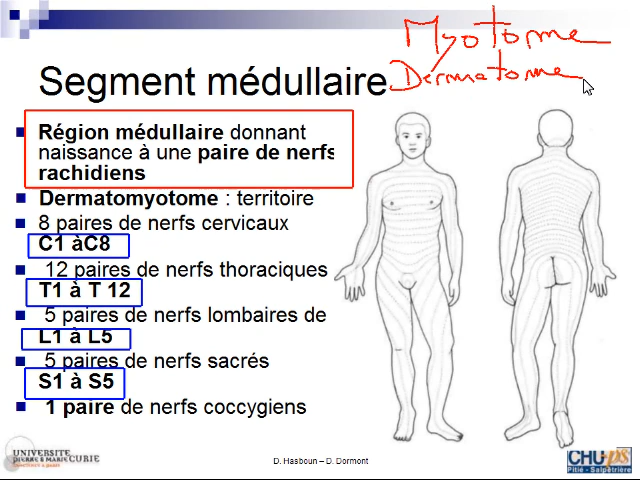 Myotome
Dermatome
Segment médullaire
Région médullaire donnant
naissance à une paire de nerfs
rachidiens
Dermatomyotome : territoire
8 paires de nerfs cervicaux
C1 àC8
12 paires de nerfs thoraciques
T1 à T 12
5 paires de nerfs lombaires de
L1 à L5
5 paires de nerfs sacrés
S1 à S5
1 paire de nerfs coccygiens
UNIVERSITE
PIERRE & MARIE CURIE
D. Hasboun – D. Dormont
CHU-ps
Pitié - Salpêtrière